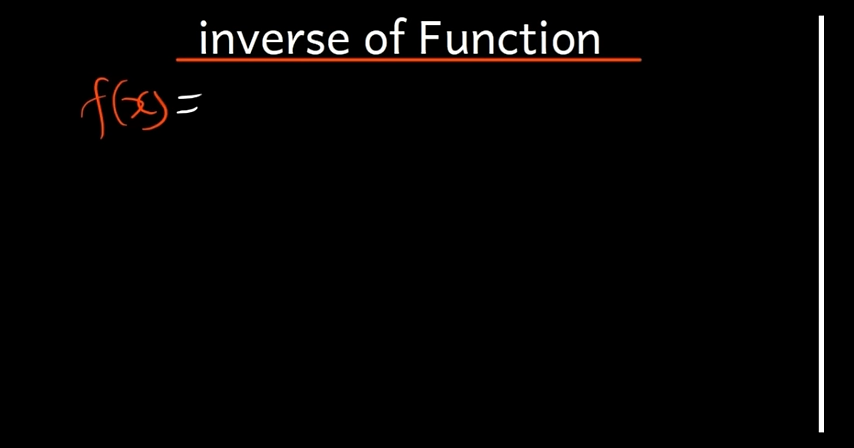 inverse of Function
f(x)=